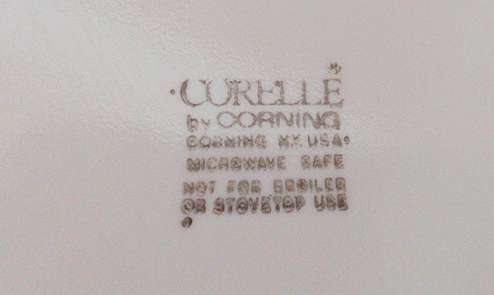 CORELLE
by CORNING
CORNING N.Y. USA
MICROWAVE SAFE
NOT FOR BROILER
OR STOVETOP USE